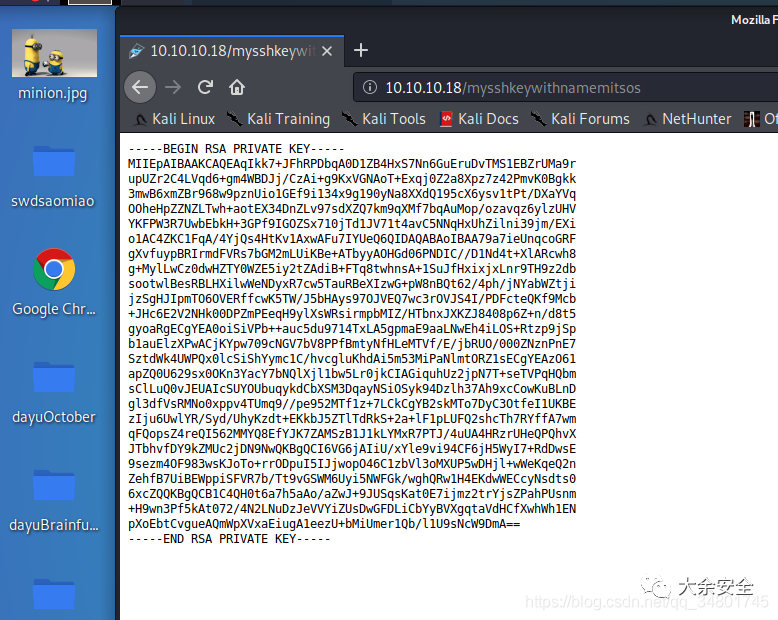 Mozilla F
minion.jpg
swdsaomiao
Google Chr...
dayuOctober
dayuBrainfu...
10.10.10.18/mysshkeywit
10.10.10.18/mysshkeywithnamemitsos
Kali Linux
Kali Training
Kali Tools
Kali Docs
Kali Forums
NetHunter
Of
-----BEGIN RSA PRIVATE KEY-----
MIIEpAIBAAKCAQEAqIkk7+JFhRPDbqA0D1ZB4HxS7Nn6GuEruDvTMS1EBZrUMa9r
upUZr2C4LVqd6+gm4WBDJj/CzAi+g9KxVGNAoT+Exqj0Z2a8Xpz7z42PmvK0Bgkk
3mwB6xmZBr968w9pznUio1GEf9i134x9g190yNa8XXdQ195cX6ysv1tPt/DXaYVq
OOheHpZZNZLTwh+aotEX34DnZLv97sdXZQ7km9qXMf7bqAuMop/ozavqz6ylzUHV
YKFPW3R7UwbEbkH+3GPf9IGOZSx710jTd1JV71t4avC5NNqHxUhZilni39jm/EXi
o1AC4ZKC1FqA/4YjQs4HtKv1AxwAFu7IYUeQ6QIDAQABAoIBAA79a7ieUnqcoGRF
gXvfuypBRIrmdFVRs7bGM2mLUiKBe+ATbyyAOHGd06PNDIC//D1Nd4t+XlARcwh8
g+MylLwCz0dwHZTY0WZE5iy2tZAdiB+FTq8twhnsA+1SuJfHxixjxLnr9TH9z2db
sootwlBesRBLHXilwWeNDyxR7cw5TauRBeXIzwG+pW8nBQt62/4ph/jNYabWZtji
jzSgHJIpmTO6OVERffcwK5TW/J5bHAys97OJVEQ7wc3rOVJS4I/PDFcteQKf9Mcb
+JHc6E2V2NHk00DPZmPEeqH9ylXsWRsirmpbMIZ/HTbnxJXKZJ8408p6Z+n/d8t5
gyoaRgECgYEA0oiSiVPb++auc5du9714TxLA5gpmaE9aaLNwEh4iLOS+Rtzp9jSp
b1auElzXPwACjKYpw709cNGV7bV8PPfBmtyNfHLeMTVf/E/jbRUO/000ZNznPnE7
SztdWk4UWPQx0lcSiShYymc1C/hvcgluKhdAi5m53MiPaNlmtORZ1sECgYEAzO61
apZQ0U629sx0OKn3YacY7bNQlXjl1bw5Lr0jkCIAGiquhUz2jpN7T+seTVPqHQbm
sClLuQ0vJEUAIcSUYOUbuqykdCbXSM3DqayNSiOSyk94Dzlh37Ah9xcCowKuBLnD
gl3dfVsRMNo0xppv4TUmq9//pe952MTf1z+7LCkCgYB2skMTo7DyC3OtfeI1UKBE
zIju6UwlYR/Syd/UhyKzdt+EKkbJ5ZTlTdRkS+2a+lF1pLUFQ2shcTh7RYffA7wm
qFQopsZ4reQI562MMYQ8EfYJK7ZAMSzB1J1kLYMxR7PTJ/4uUA4HRzrUHeQPQhvX
JTbhvfDY9kZMUc2jDN9NwQKBgQCI6VG6jAIiU/xYle9vi94CF6jH5WyI7+RdDwsE
9sezm4OF983wsKJoTo+rrODpuI5IJjwopO46C1zbVl3oMXUP5wDHjl+wWeKqeQ2n
ZehfB7UiBEWppiSFVR7b/Tt9vGSWM6Uyi5NWFGk/wghQRw1H4EKdwWECcyNsdts0
6xcZQQKBgQCB1C4QH0t6a7h5aAo/aZwJ+9JUSqsKat0E7ijmz2trYjsZPahPUsnm
+H9wn3Pf5kAt072/4N2LNuDzJeVVYiZUsDwGFDLiCbYyBVXgqtaVdHCfXwhWh1EN
pXoEbtCvgueAQmWpXVxaEiugA1eezU+bMiUmer1Qb/l1U9sNcW9DmA==
-----END RSA PRIVATE KEY-----
大余安全
https://blog.csdn.net/qq_34801745